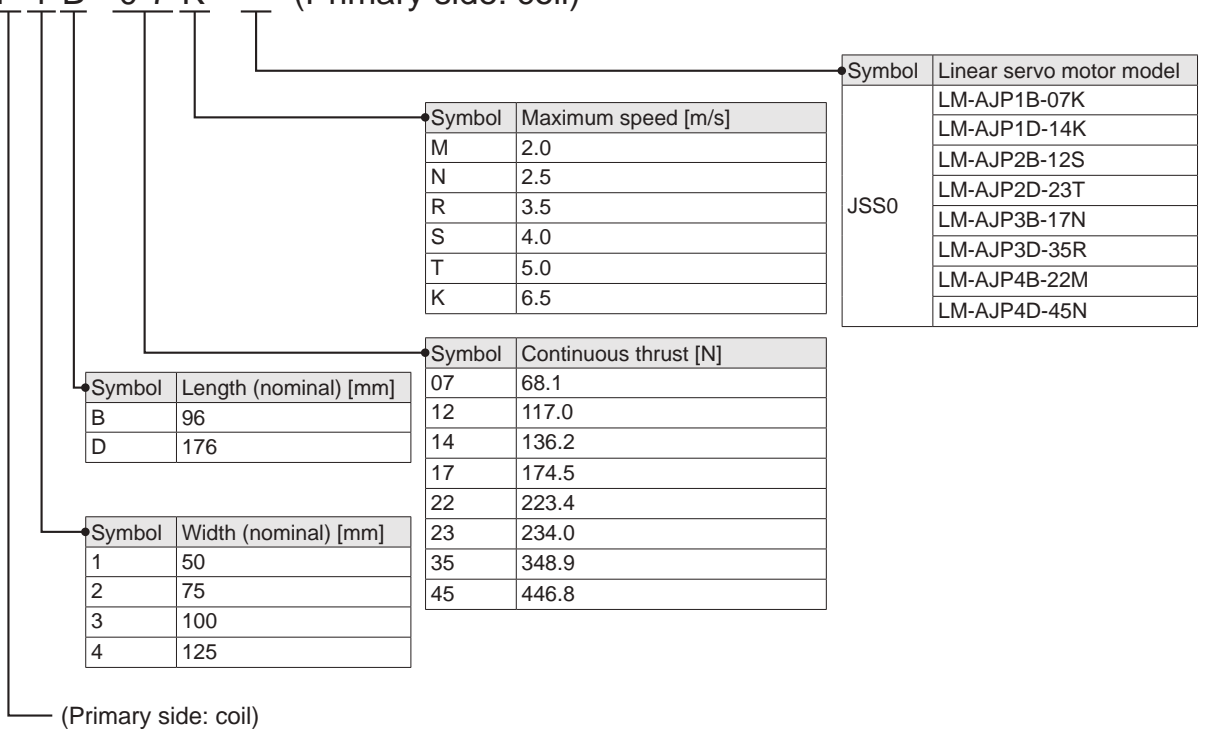 (Primary side: coil)
Symbol Linear servo motor model
JSS0
LM-AJP1B-07K
LM-AJP1D-14K
LM-AJP2B-12S
LM-AJP2D-23T
LM-AJP3B-17N
LM-AJP3D-35R
LM-AJP4B-22M
LM-AJP4D-45N
Symbol Maximum speed [m/s]
M 2.0
N 2.5
R 3.5
S 4.0
T 5.0
K 6.5
Symbol Continuous thrust [N]
07 68.1
12 117.0
14 136.2
17 174.5
22 223.4
23 234.0
35 348.9
45 446.8
Symbol Length (nominal) [mm]
B 96
D 176
Symbol Width (nominal) [mm]
1 50
2 75
3 100
4 125
(Primary side: coil)